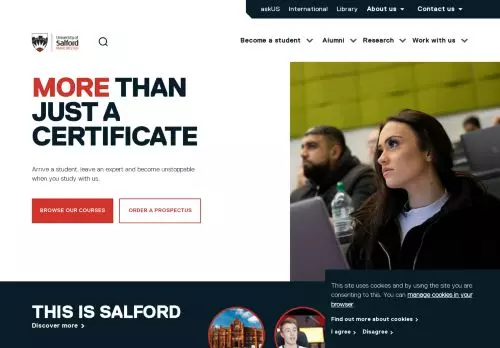 askUS International Library About us Contact us
University of
Salford
MANCHESTER
Become a student Alumni Research Work with us
MORE THAN
JUST A
CERTIFICATE
Arrive a student, leave an expert and become unstoppable
when you study with us.
BROWSE OUR COURSES
ORDER A PROSPECTUS
This site uses cookies and by using the site you are
consenting to this. You can manage cookies in your
browser.
Find out more about cookies
I agree Disagree
THIS IS SALFORD
Discover more